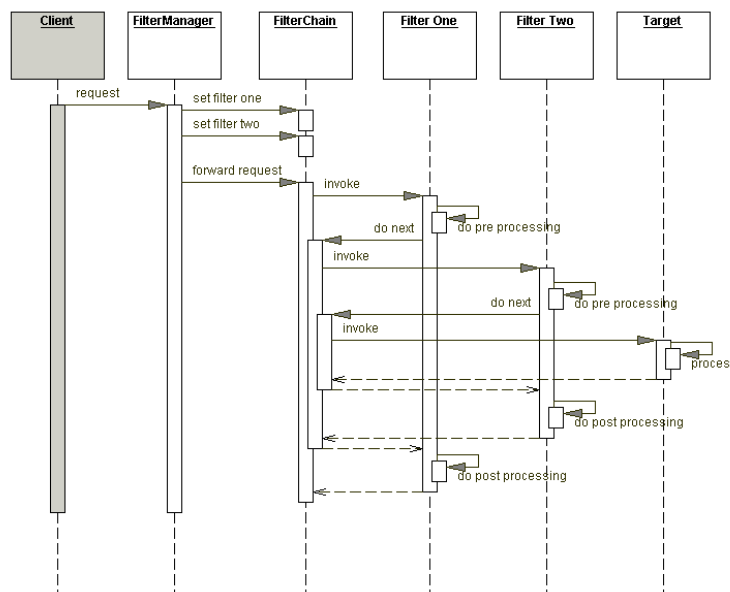 Client
FilterManager
FilterChain
Filter One
Filter Two
Target
request
set filter one
set filter two
forward request
invoke
do pre processing
do next
invoke
do pre processing
do next
invoke
proces
do post processing
do post processing